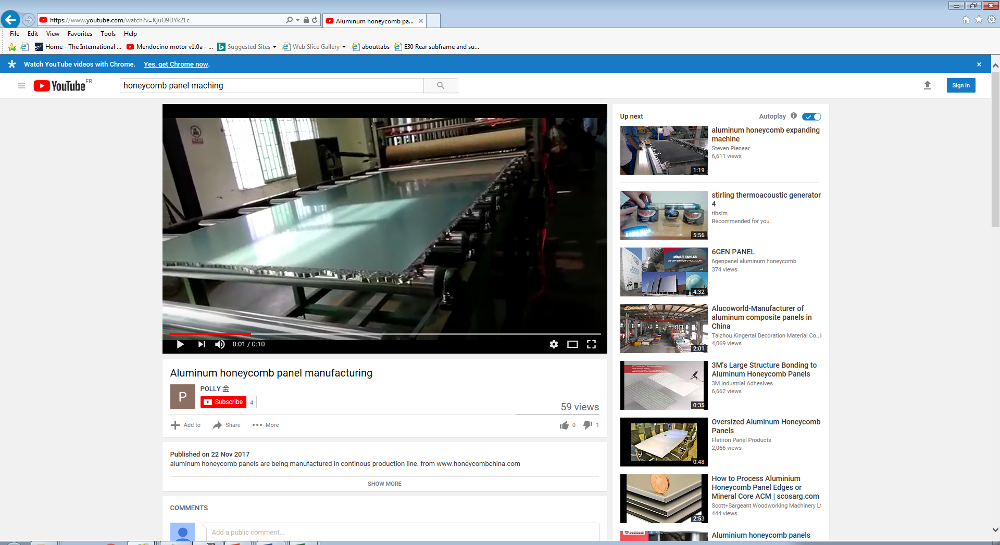 https://www.youtube.com/watch?v=KjuO9DYk21c
Aluminum honeycomb pa...
File Edit View Favorites Tools Help
Home - The International ... Mendocino motor v1.0a - ... Suggested Sites Web Slice Gallery abouttabs E30 Rear subframe and su...
Watch YouTube videos with Chrome. Yes, get Chrome now.
YouTube FR
honeycomb panel maching
Sign in
0:01 / 0:10
Aluminum honeycomb panel manufacturing
P
POLLY 金
Subscribe 4
59 views
Add to Share More
0 1
Published on 22 Nov 2017
aluminum honeycomb panels are being manufactured in continous production line. from www.honeycombchina.com
SHOW MORE
COMMENTS
Add a public comment...
Up next
Autoplay
1:19
aluminum honeycomb expanding
machine
Steven Pienaar
6,611 views
5:56
stirling thermoacoustic generator
4
tibsim
Recommended for you
MİMARİ YAPILAR
4:32
6GEN PANEL
6genpanel aluminum honeycomb
374 views
2:01
Alucoworld-Manufacturer of
aluminum composite panels in
China
Taizhou Kingertai Decoration Material Co., L
4,069 views
0:35
3M's Large Structure Bonding to
Aluminum Honeycomb Panels
3M Industrial Adhesives
6,662 views
0:48
Oversized Aluminum Honeycomb
Panels
Flatiron Panel Products
2,066 views
2:53
How to Process Aluminium
Honeycomb Panel Edges or
Mineral Core ACM | scosarg.com
Scott+Sargeant Woodworking Machinery Lt
444 views
Aluminium honeycomb panels